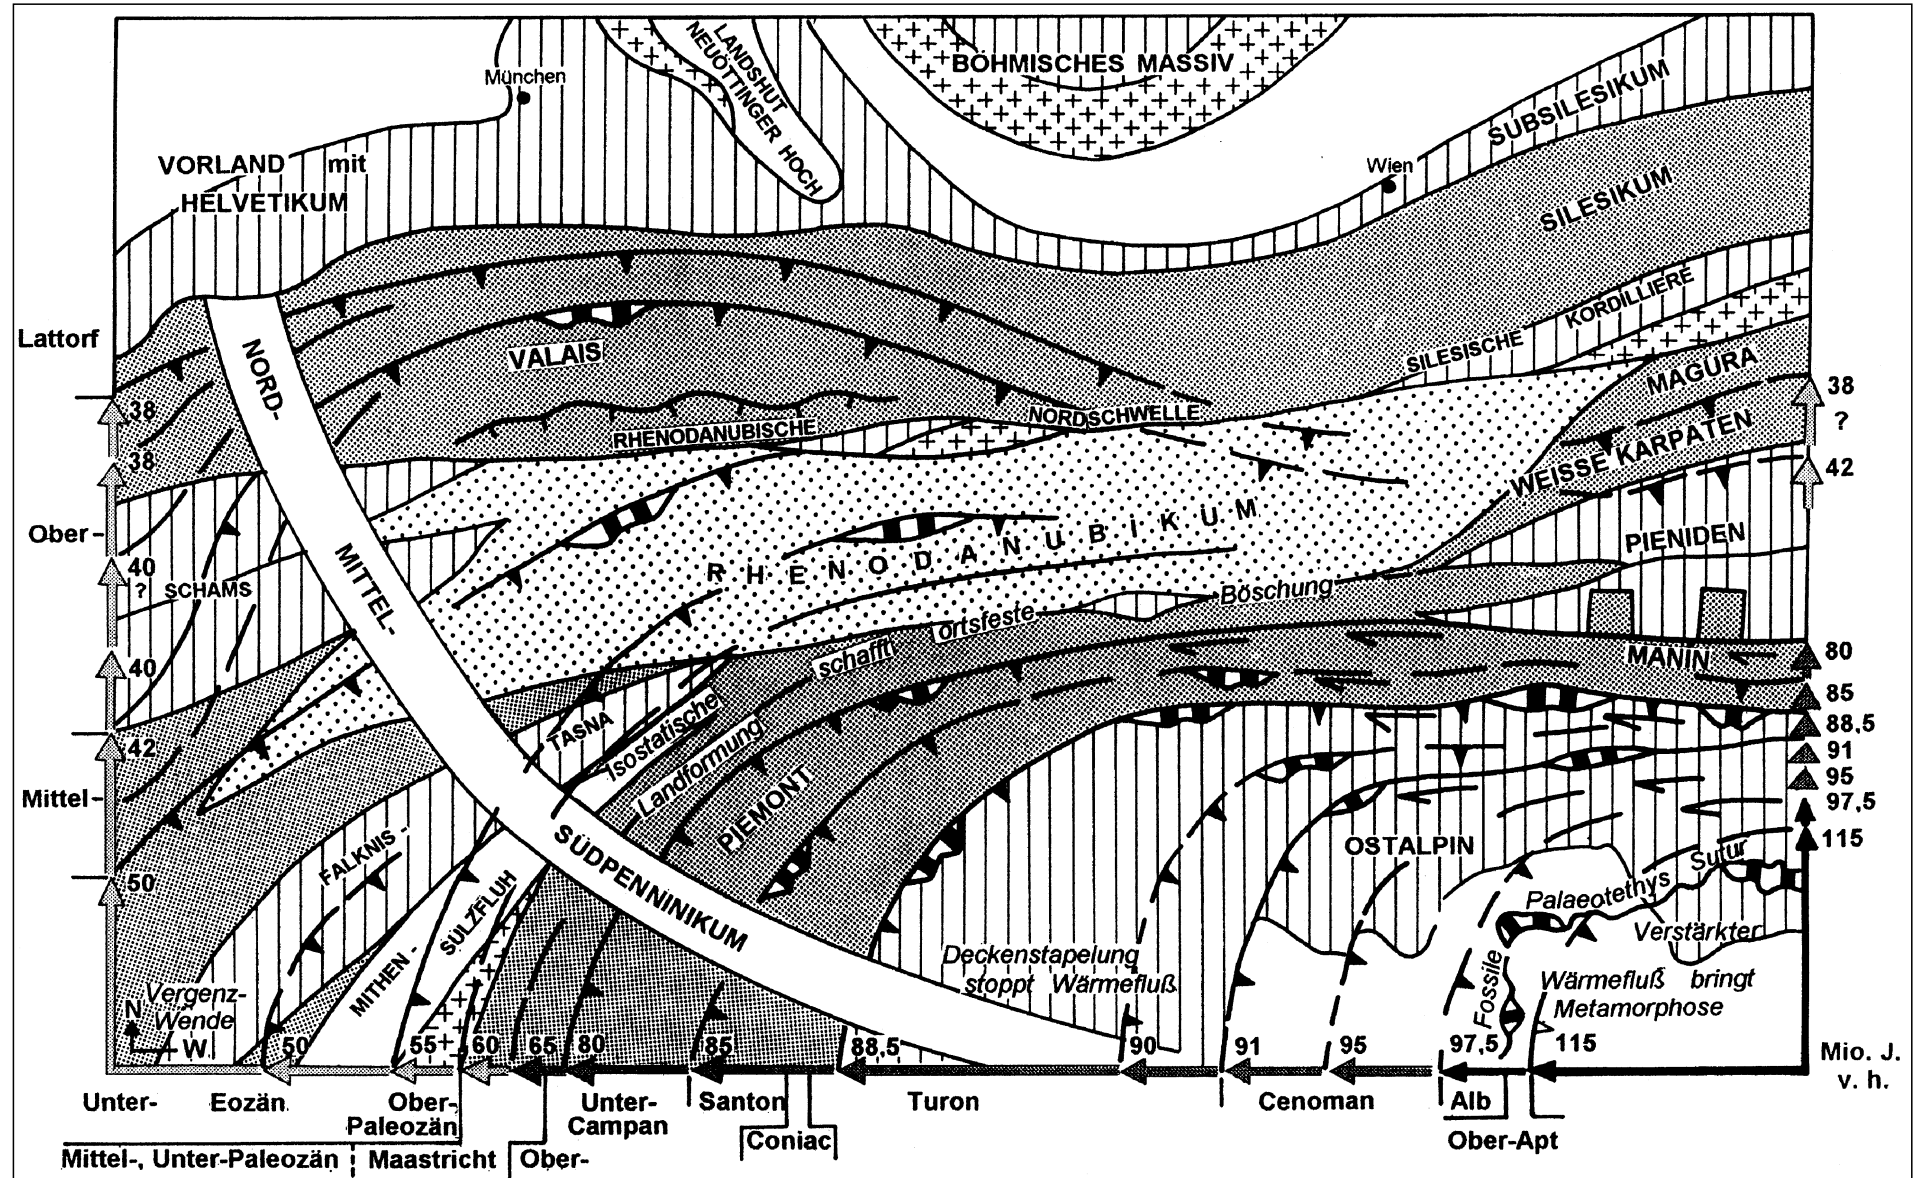 BÖHMISCHES MASSIV
LANDSHUT
NEUÖTTINGER HOCH
München
VORLAND mit
HELVETIKUM
SUBSILESIKUM
Wien
SILESIKUM
SILESISCHE KORDILLIERE
Lattorf
NORD-
VALAIS
MAGURA
38
38
?
38
NORDSCHWELLE
RHENODANUBISCHE
WEISSE KARPATEN
42
Ober-
MITTEL-
RHENODANUBIKUM
PIENIDEN
40
?
SCHAMS
Böschung
ortsfeste
schafft
40
MANIN
80
85
88,5
91
95
97,5
115
TASNA
Isostatische
Landformung
42
Mittel-
PIEMONT
SÜDPENNINIKUM
OSTALPIN
FALKNIS-
50
SULZFLUH
MITHEN-
Palaeotethys Sutur
Fossile
Verstärkter
Wärmefluß bringt
Metamorphose
Deckenstapelung
stoppt Wärmefluß
Vergenz-
Wende
N
W
50
55
60
65
80
85
88,5
90
91
95
97,5
115
Mio. J.
v. h.
Unter-
Eozän
Ober-
Paleozän
Unter-
Campan
Santon
Turon
Cenoman
Alb
Coniac
Ober-Apt
Mittel-, Unter-Paleozän
Maastricht
Ober-